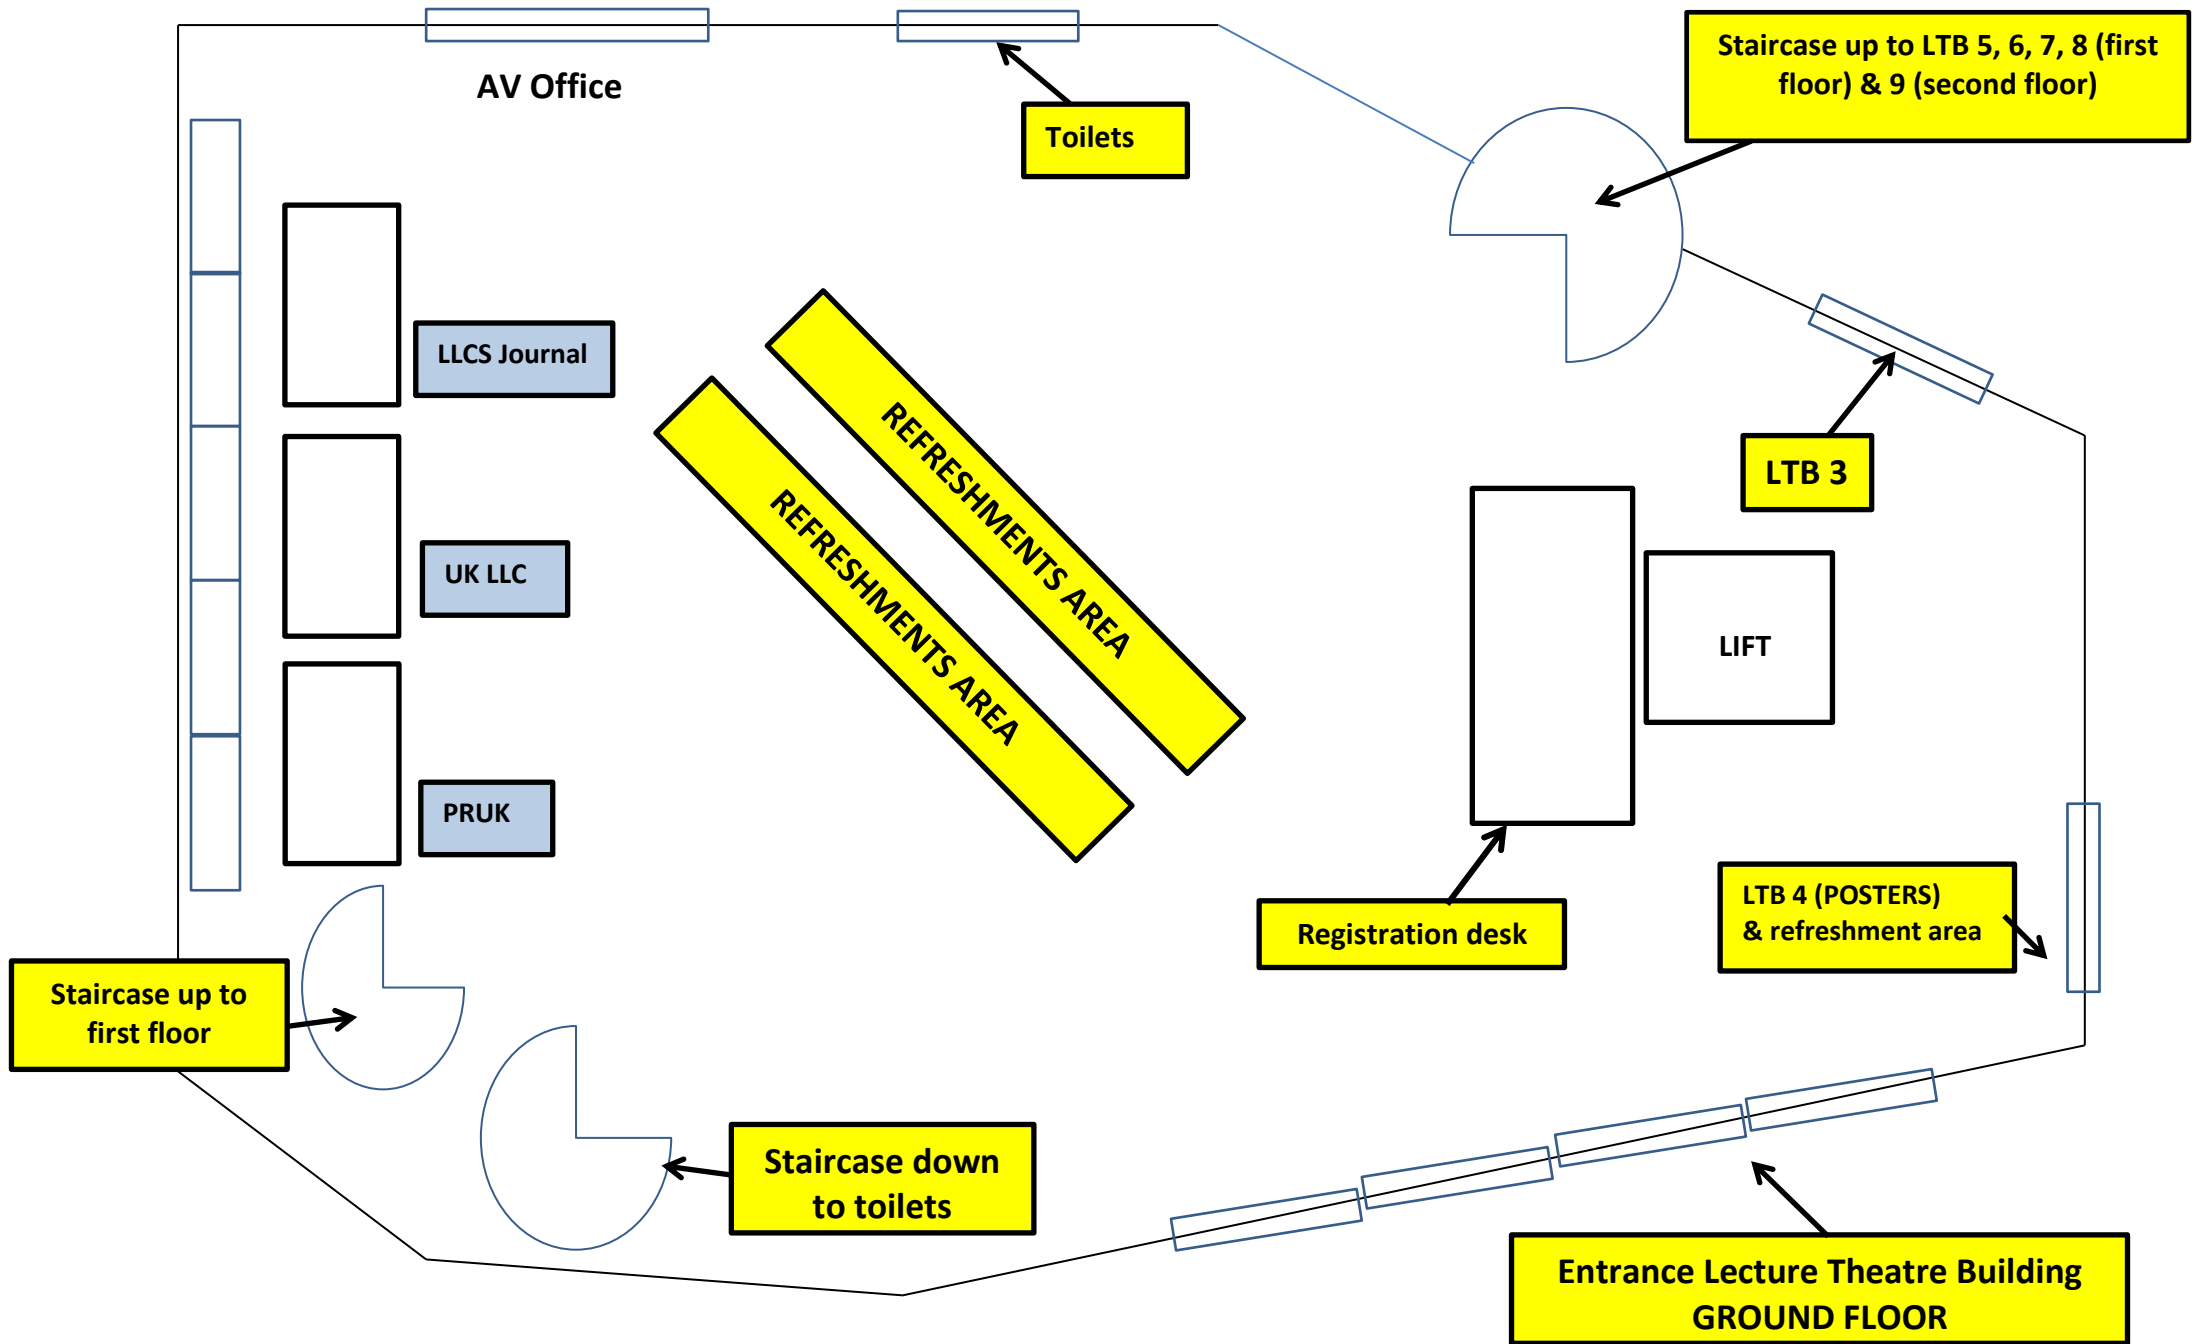 Staircase up to LTB 5, 6, 7, 8 (first
floor) & 9 (second floor)
AV Office
Toilets
LLCS Journal
REFRESHMENTS AREA
REFRESHMENTS AREA
LTB 3
UK LLC
LIFT
PRUK
LTB 4 (POSTERS)
& refreshment area
Registration desk
Staircase up to
first floor
Staircase down
to toilets
Entrance Lecture Theatre Building
GROUND FLOOR